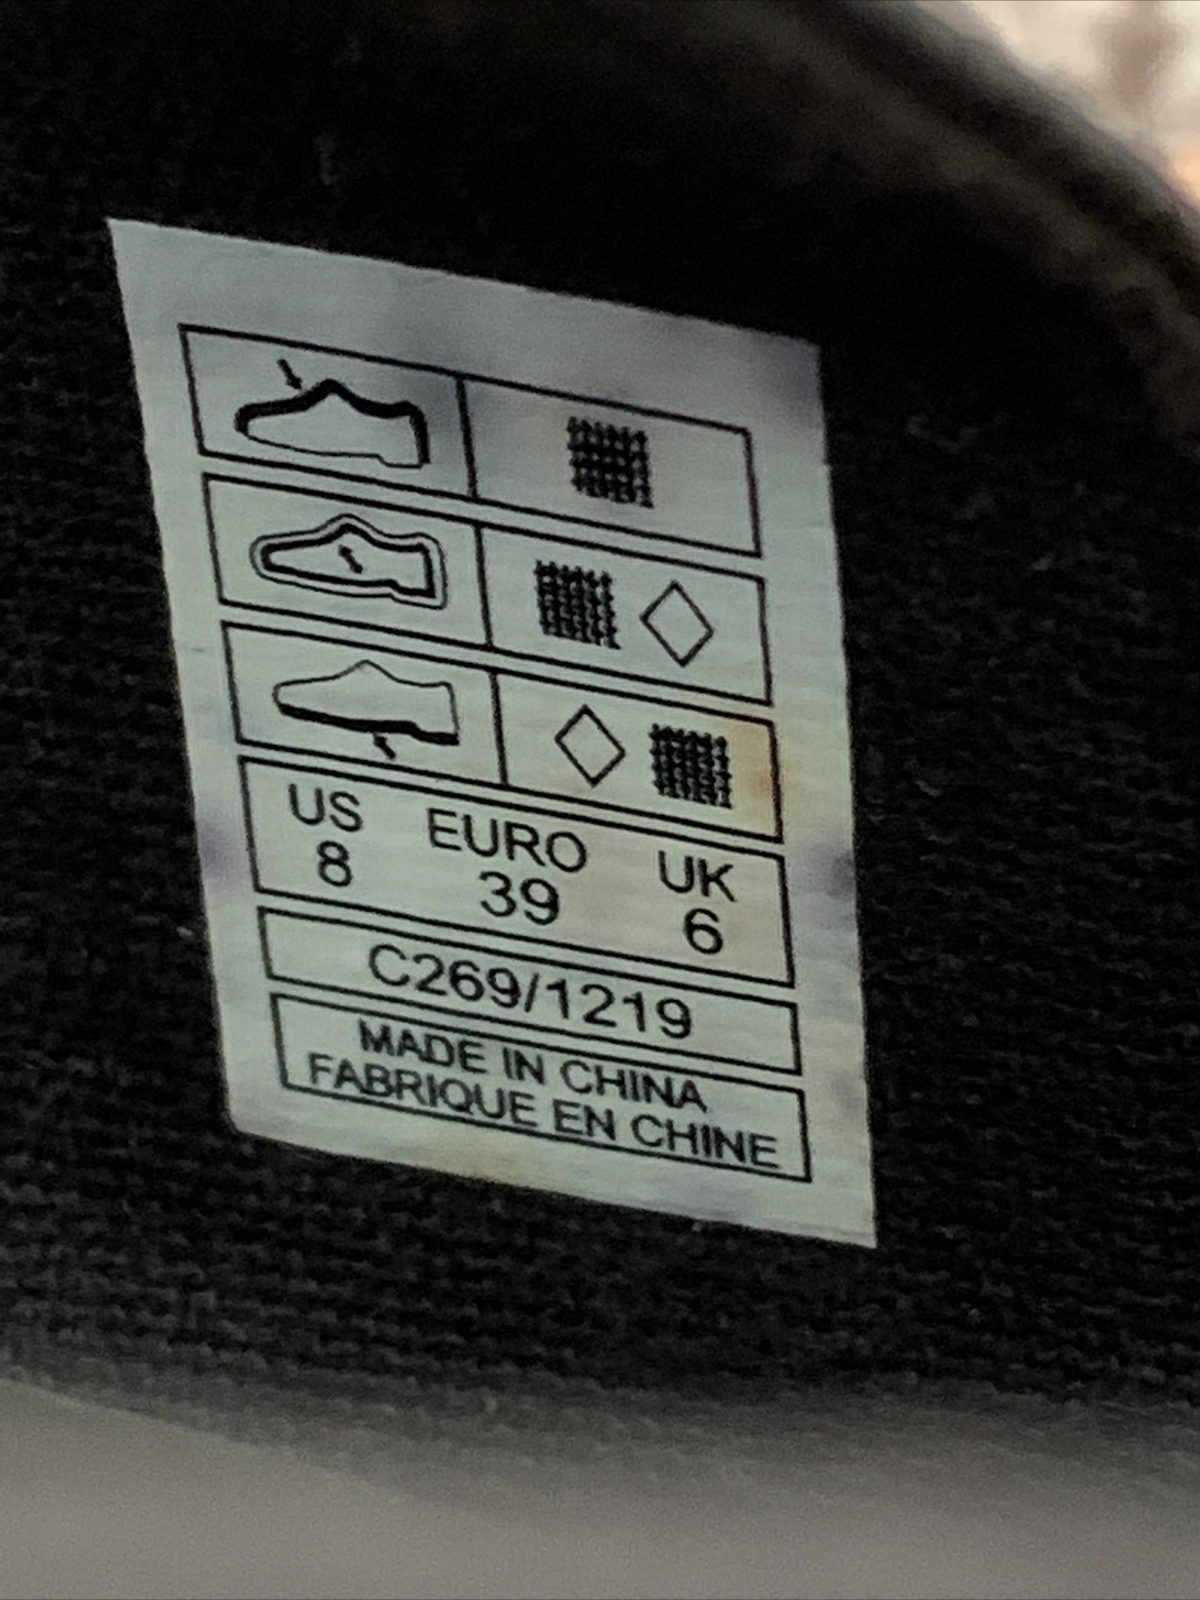 US EURO UK
8 39 6
C269/1219
MADE IN CHINA
FABRIQUE EN CHINE